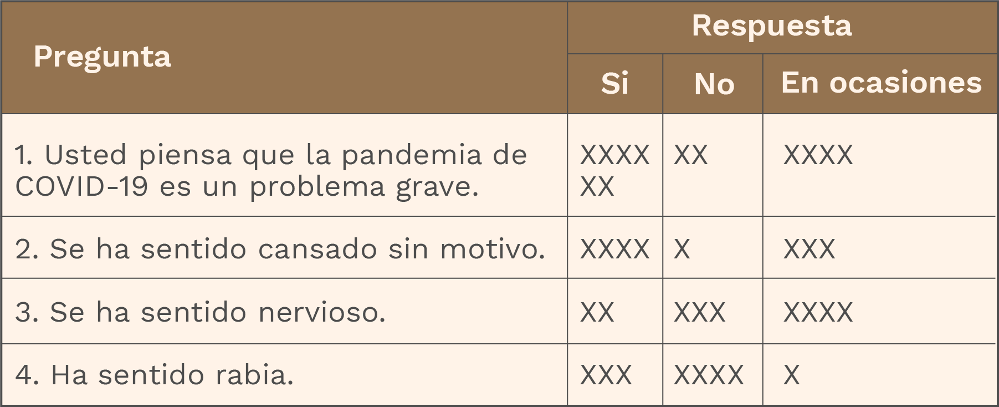 Pregunta
Respuesta
Si
No
En ocasiones
1. Usted piensa que la pandemia de
COVID-19 es un problema grave.
XXXX
XX
XX
XXXX
2. Se ha sentido cansado sin motivo.
XXXX
X
XXX
3. Se ha sentido nervioso.
XX
XXX
XXXX
4. Ha sentido rabia.
XXX
XXXX
X